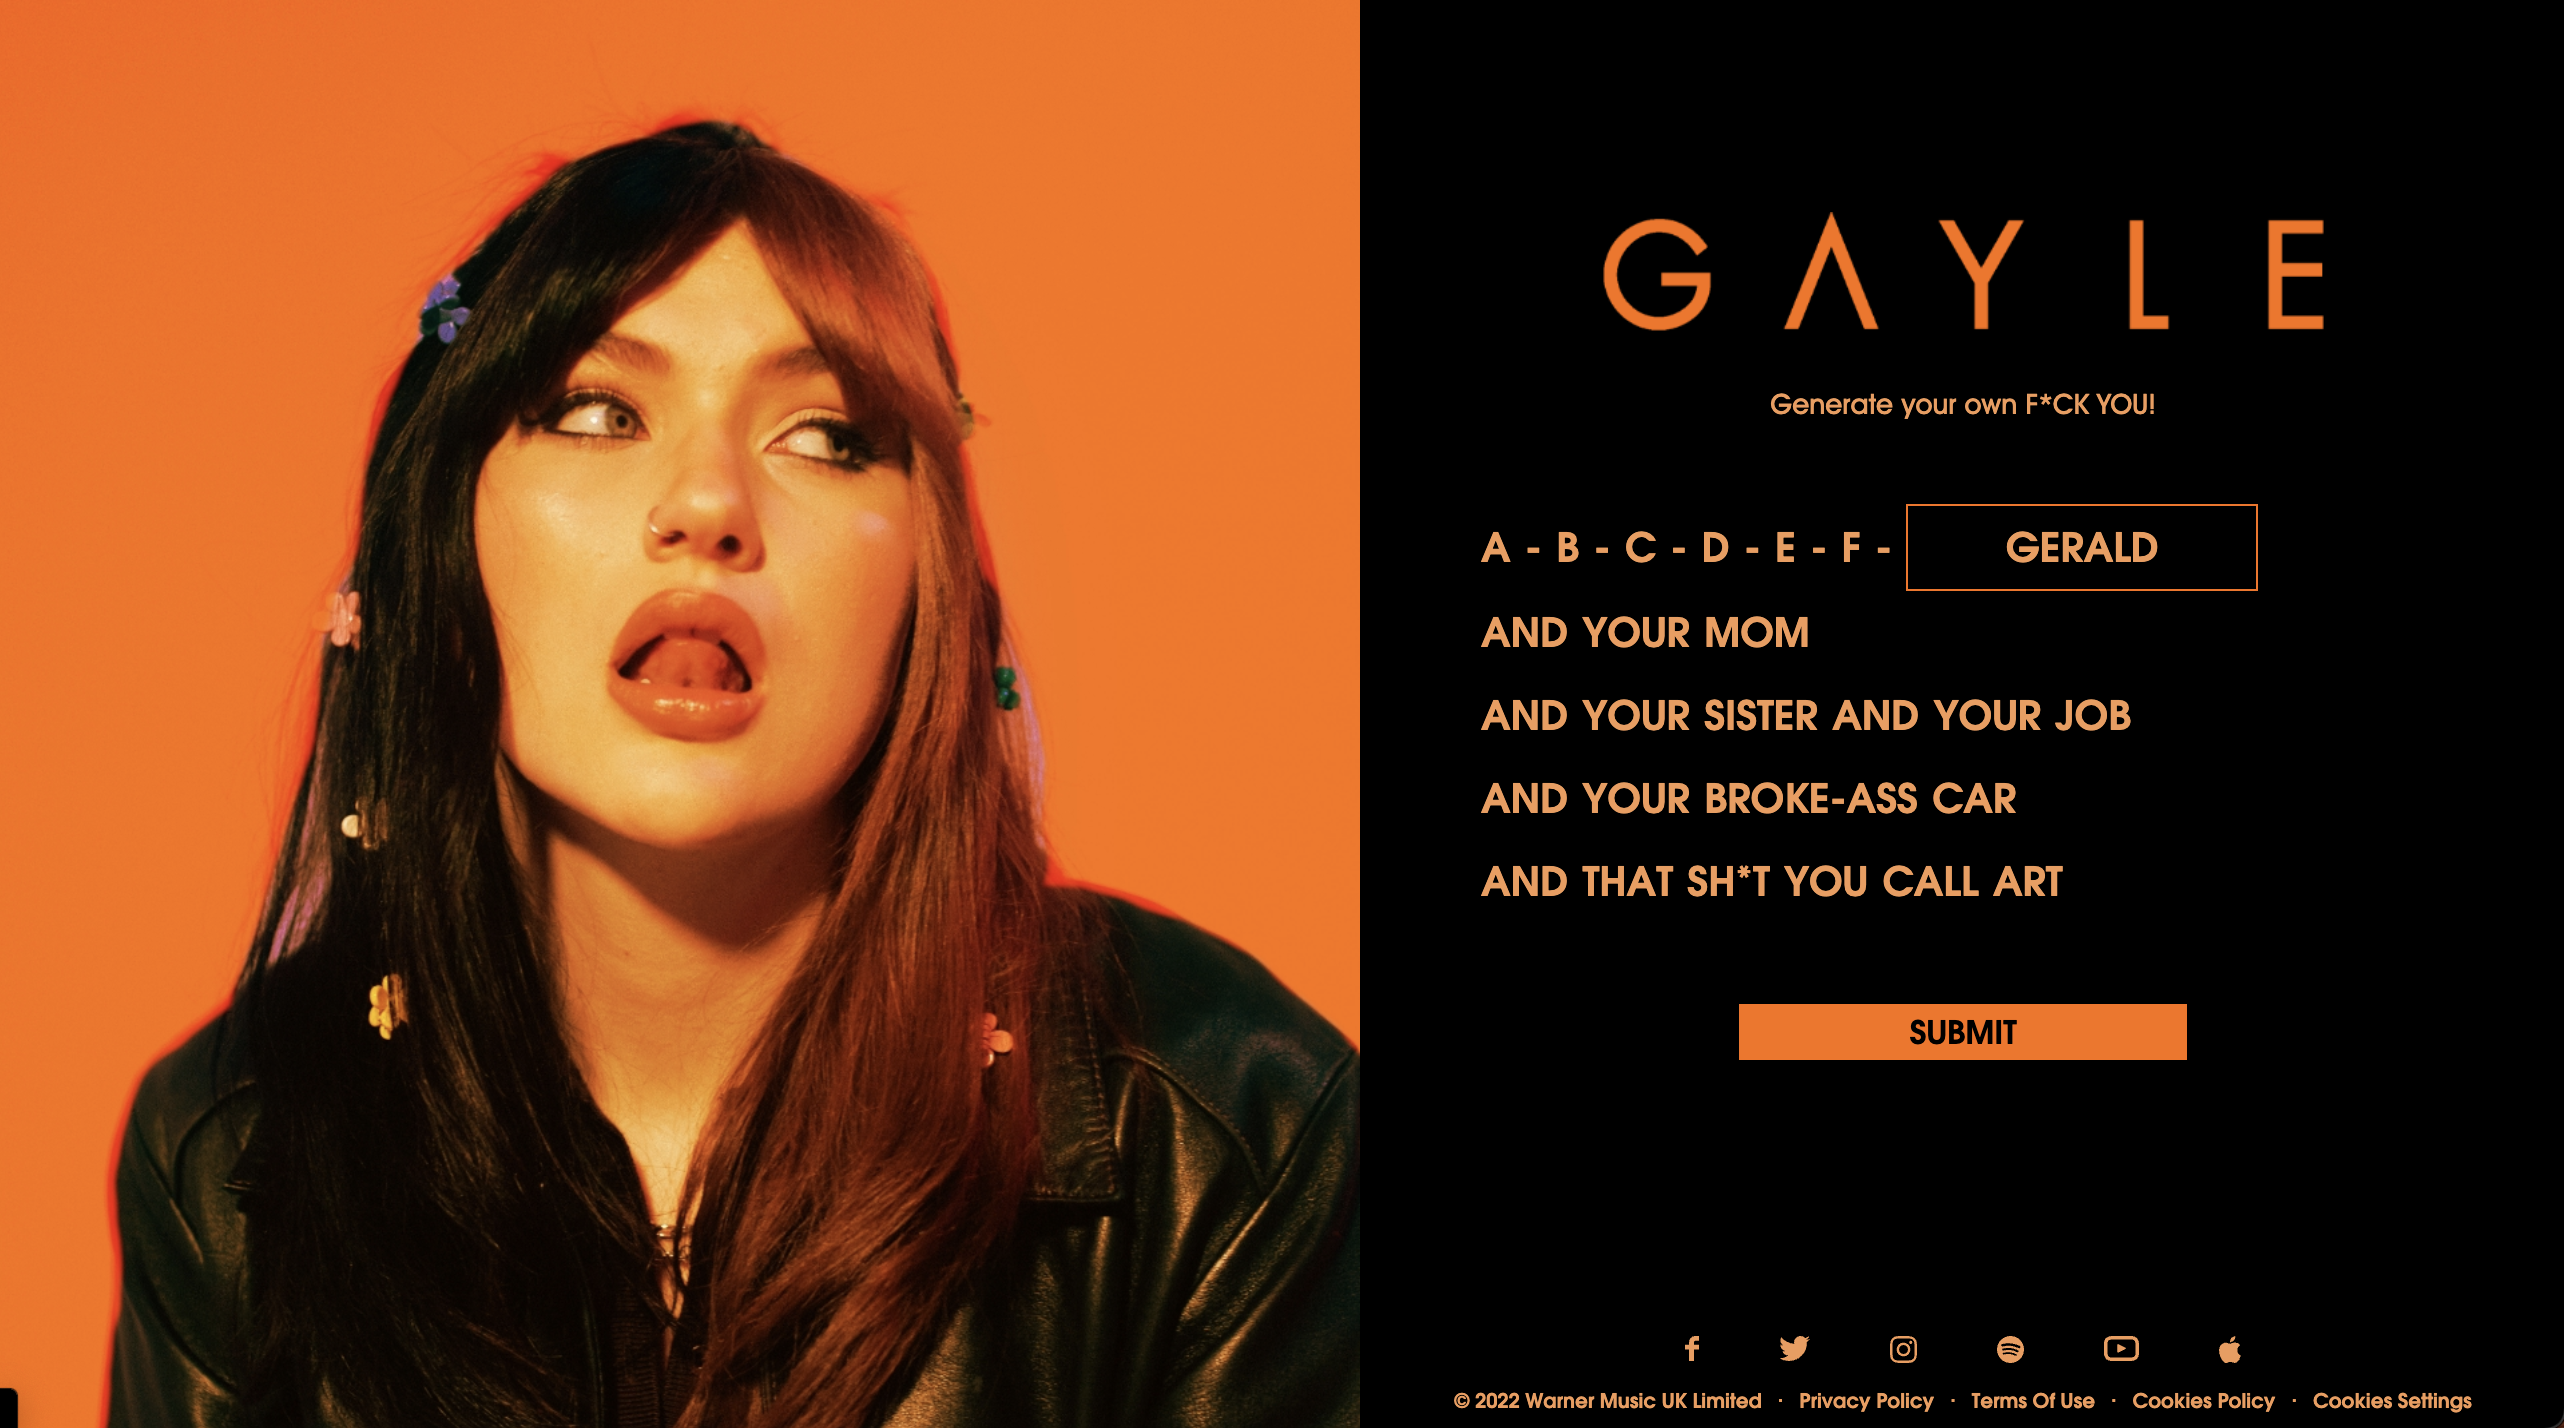 GAYLE
Generate your own F*CK YOU!
A - B - C - D - E - F - GERALD
AND YOUR MOM
AND YOUR SISTER AND YOUR JOB
AND YOUR BROKE-ASS CAR
AND THAT SH*T YOU CALL ART
SUBMIT
© 2022 Warner Music UK Limited · Privacy Policy · Terms Of Use · Cookies Policy · Cookies Settings